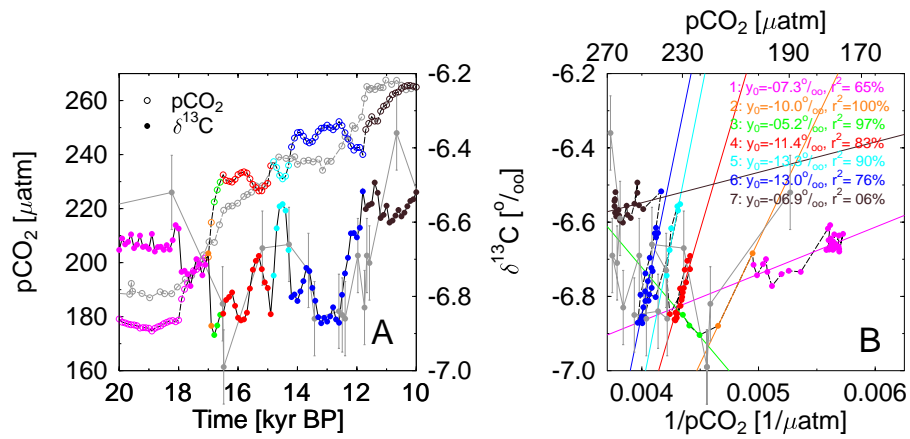 pCO2 [μatm]
270 230 190 170
260
240
220
200
180
160
pCO2 [μatm]
pCO2
δ13C
A
-6.2
-6.4
-6.6
-6.8
-7.0
δ13C [o/oo]
20 18 16 14 12 10
Time [kyr BP]
-6.2
-6.4
-6.6
-6.8
-7.0
δ13C [o/oo]
1: y0=-07.3o/oo, r2= 65%
2: y0=-10.0o/oo, r2=100%
3: y0=-05.2o/oo, r2= 97%
4: y0=-11.4o/oo, r2= 83%
5: y0=-13.3o/oo, r2= 90%
6: y0=-13.0o/oo, r2= 76%
7: y0=-06.9o/oo, r2= 06%
B
0.004 0.005 0.006
1/pCO2 [1/μatm]